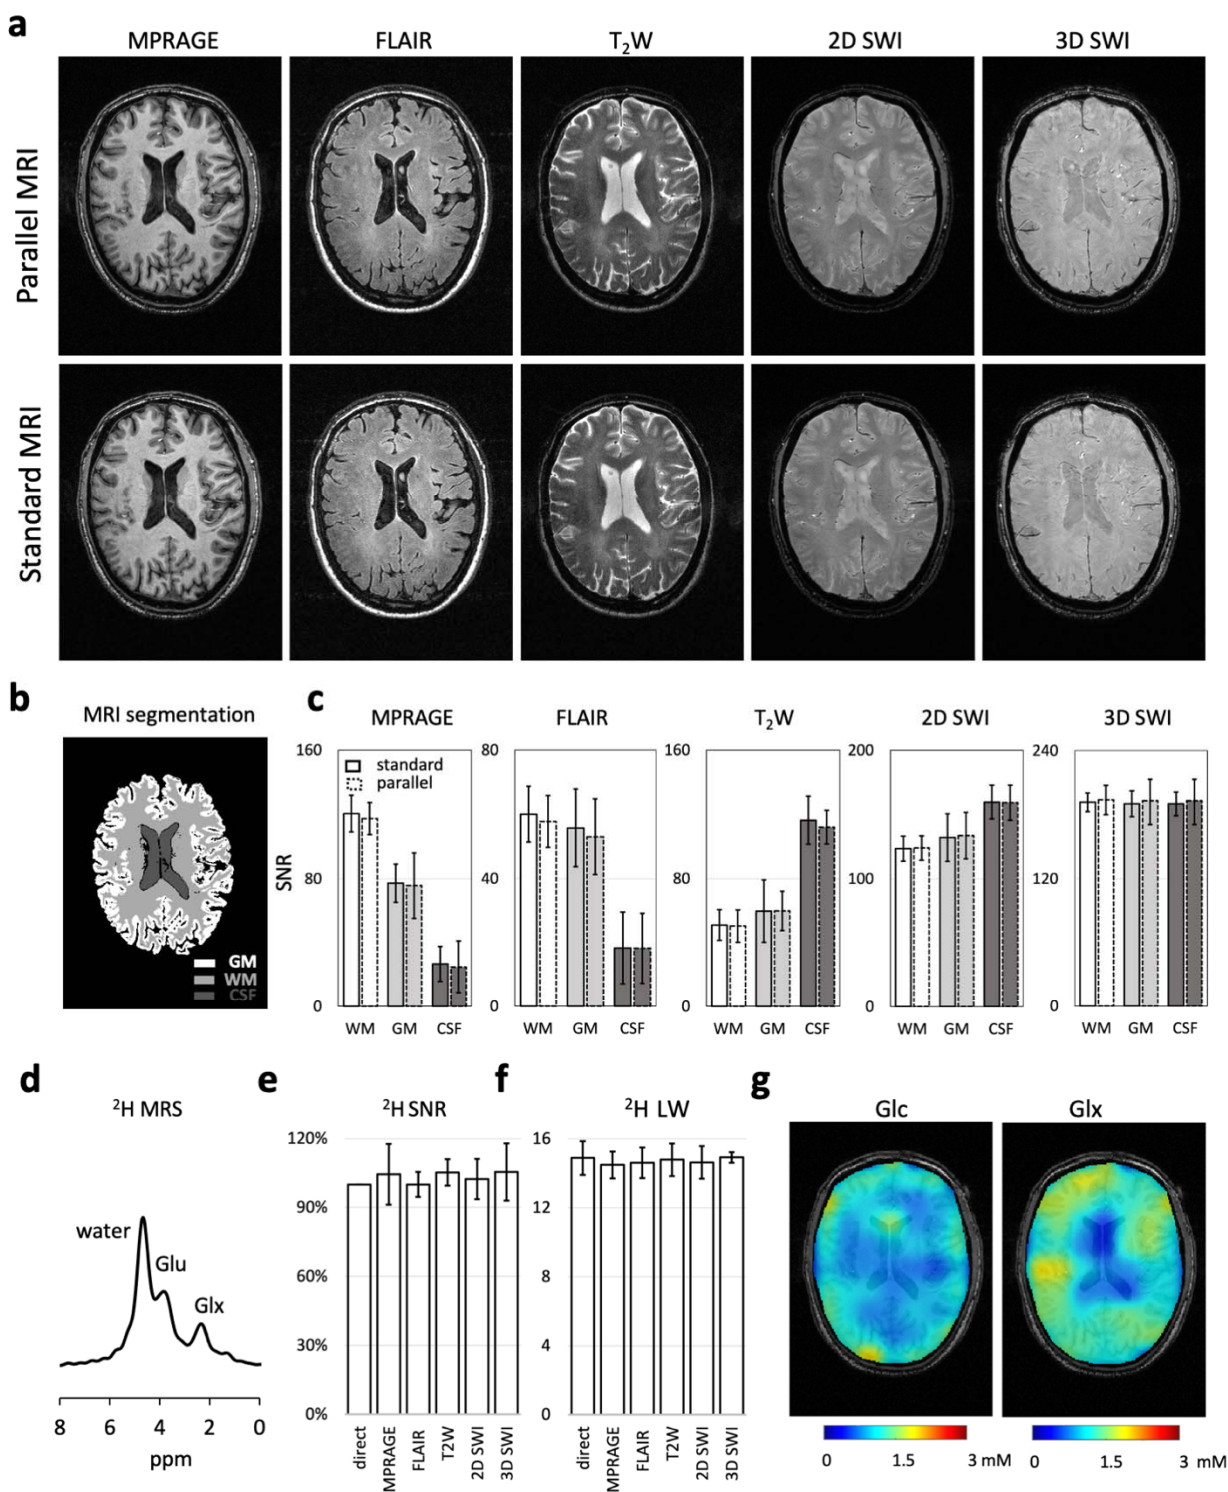 a
MPRAGE FLAIR T₂W 2D SWI 3D SWI
Parallel MRI
Standard MRI
b
MRI segmentation
GM
WM
CSF
c
MPRAGE FLAIR T₂W 2D SWI 3D SWI
160 80 160 200 240
standard
parallel
SNR
80 40 80 100 120
0 0 0 0 0
WM GM CSF WM GM CSF WM GM CSF WM GM CSF WM GM CSF
d
²H MRS
water
Glu
Glx
8 6 4 2 0
ppm
e
²H SNR
120%
90%
60%
30%
0%
direct
MPRAGE
FLAIR
T2W
2D SWI
3D SWI
f
²H LW
16
12
8
4
0
direct
MPRAGE
FLAIR
T2W
2D SWI
3D SWI
g
Glc Glx
0 1.5 3 mM 0 1.5 3 mM